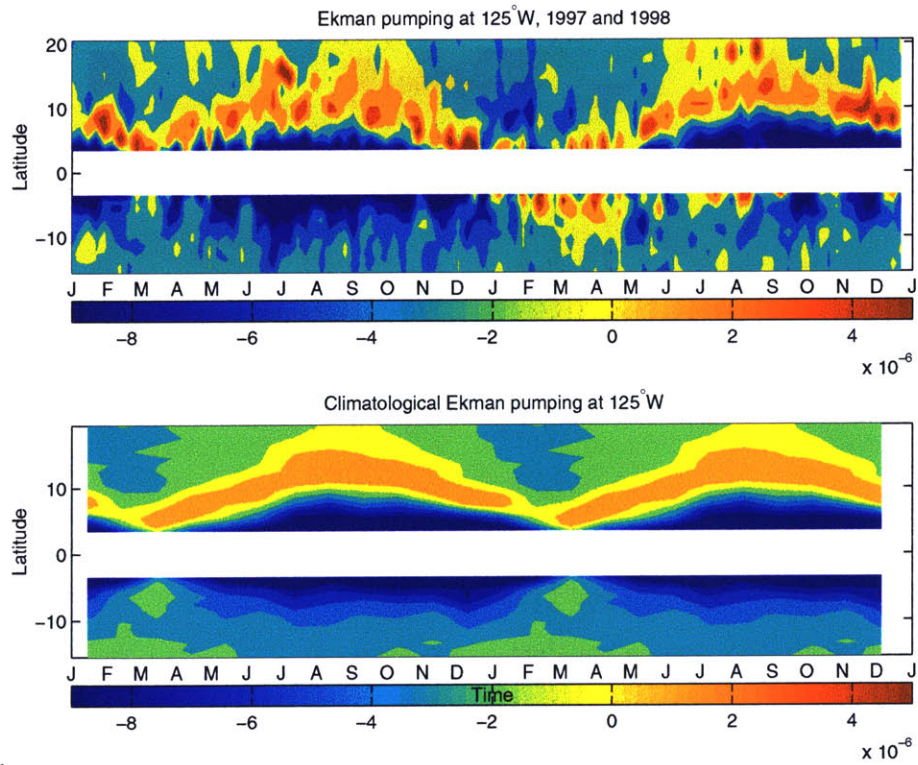 Ekman pumping at 125°W, 1997 and 1998
20
10
0
−10
Latitude
J F M A M J J A S O N D J F M A M J J A S O N D J
−8 −6 −4 −2 0 2 4
x 10⁻⁶
Climatological Ekman pumping at 125°W
10
0
−10
Latitude
J F M A M J J A S O N D J F M A M J J A S O N D J
Time
−8 −6 −4 −2 0 2 4
x 10⁻⁶